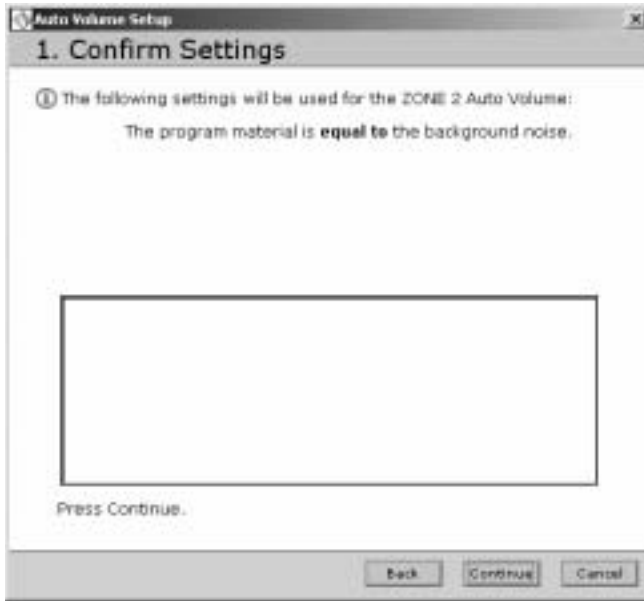 Auto Volume Setup
1. Confirm Settings
The following settings will be used for the ZONE 2 Auto Volume:
The program material is equal to the background noise.
Press Continue.
Back Continue Cancel